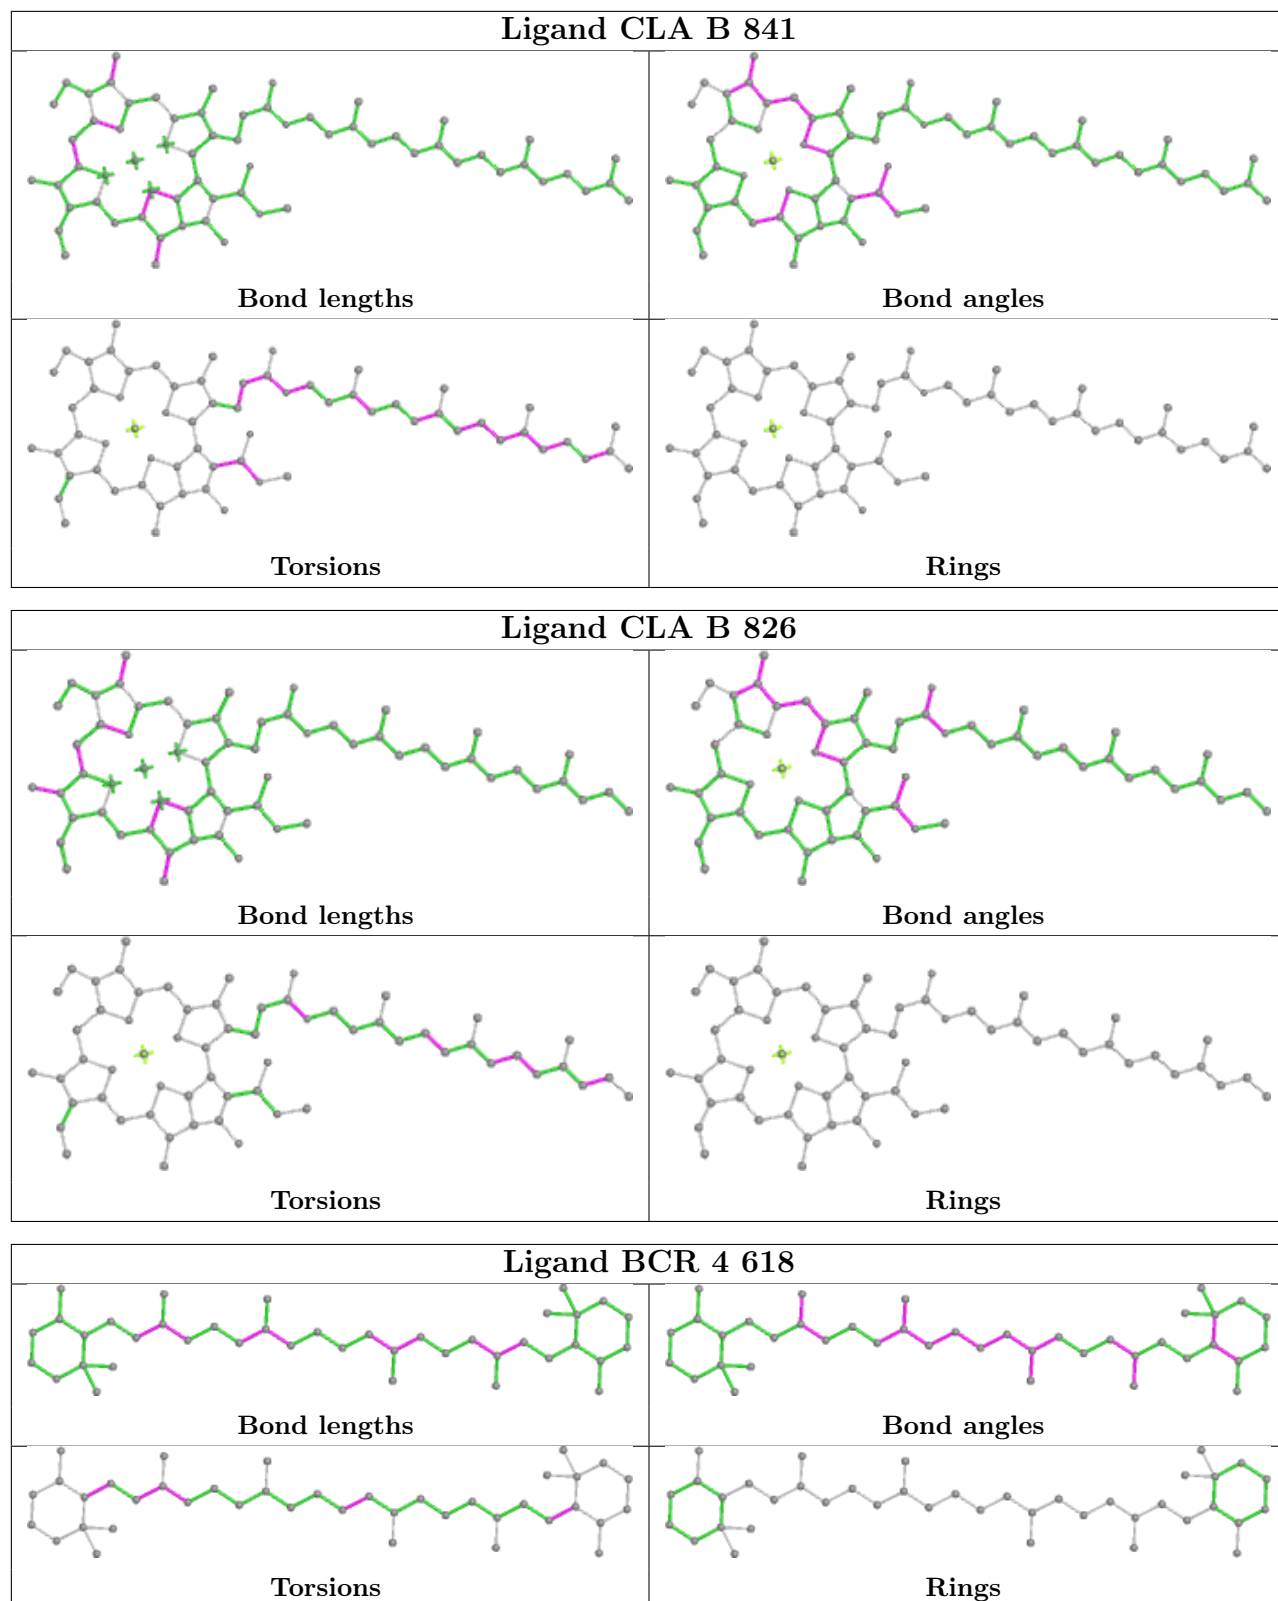 Ligand CLA B 841
Bond lengths
Bond angles
Torsions
Rings
Ligand CLA B 826
Bond lengths
Bond angles
Torsions
Rings
Ligand BCR 4 618
Bond lengths
Bond angles
Torsions
Rings